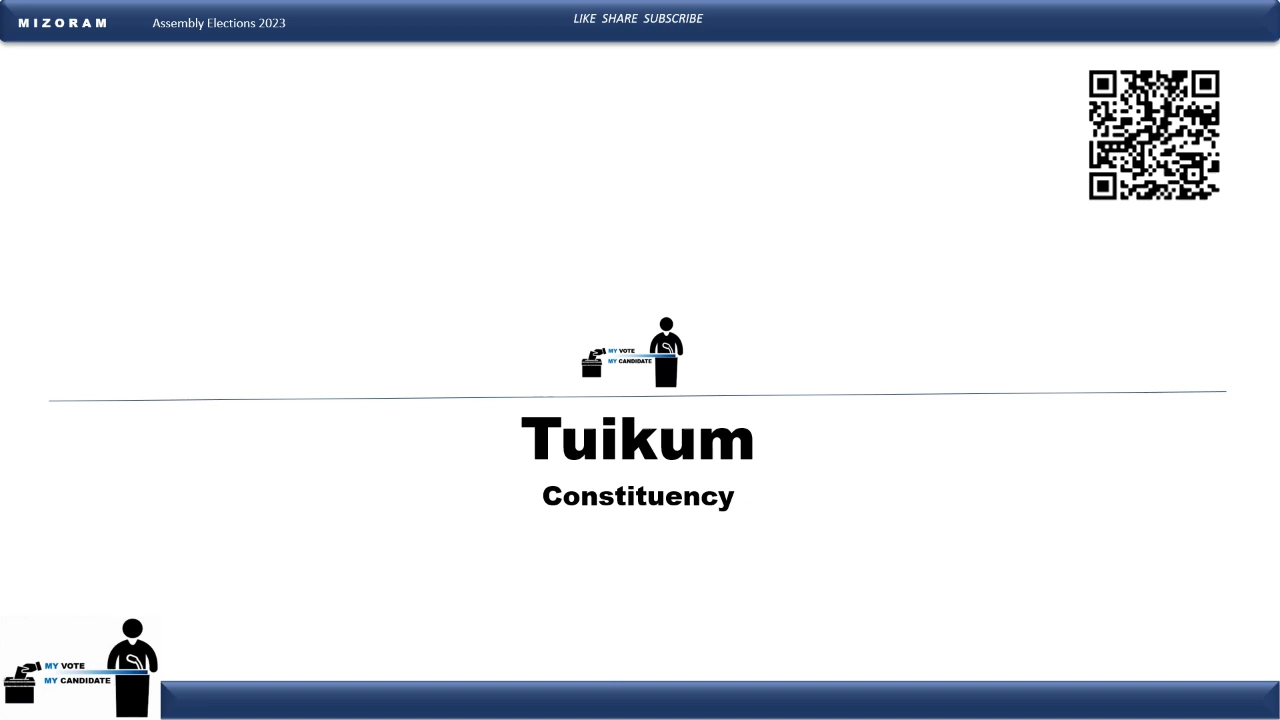 MIZORAM Assembly Elections 2023 LIKE SHARE SUBSCRIBE
MY VOTE
MY CANDIDATE
Tuikum
Constituency
MY VOTE
MY CANDIDATE